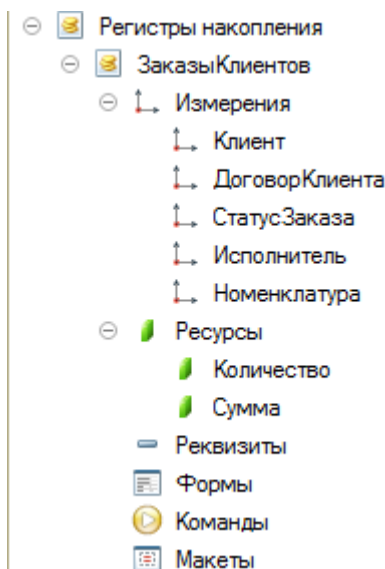 Регистры накопления
ЗаказыКлиентов
Измерения
Клиент
ДоговорКлиента
СтатусЗаказа
Исполнитель
Номенклатура
Ресурсы
Количество
Сумма
Реквизиты
Формы
Команды
Макеты